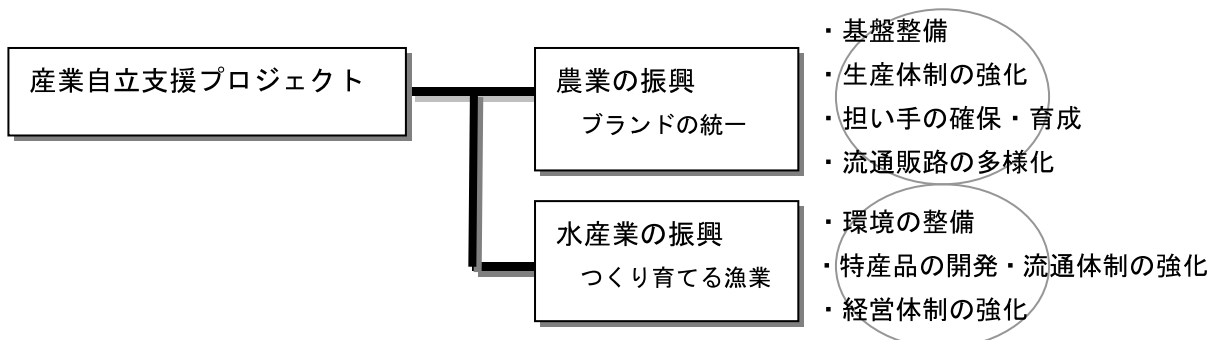 産業自立支援プロジェクト
農業の振興
ブランドの統一
・基盤整備
・生産体制の強化
・担い手の確保・育成
・流通販路の多様化
水産業の振興
つくり育てる漁業
・環境の整備
・特産品の開発・流通体制の強化
・経営体制の強化